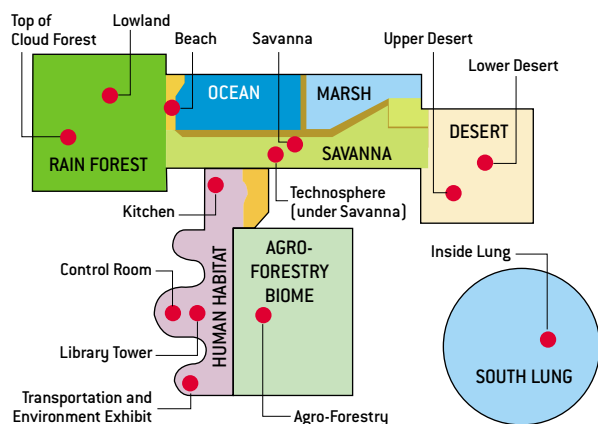 Top of
Cloud Forest
Lowland
Beach
Savanna
Upper Desert
Lower Desert
OCEAN
MARSH
DESERT
RAIN FOREST
SAVANNA
Kitchen
Technosphere
(under Savanna)
HUMAN HABITAT
AGRO-
FORESTRY
BIOME
Control Room
Inside Lung
Library Tower
SOUTH LUNG
Transportation and
Environment Exhibit
Agro-Forestry